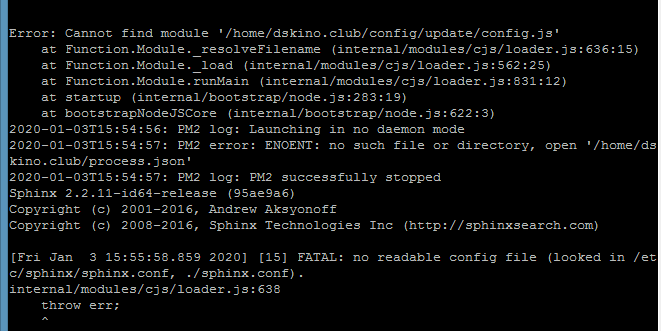 Error: Cannot find module '/home/dskino.club/config/update/config.js'
    at Function.Module._resolveFilename (internal/modules/cjs/loader.js:636:15)
    at Function.Module._load (internal/modules/cjs/loader.js:562:25)
    at Function.Module.runMain (internal/modules/cjs/loader.js:831:12)
    at startup (internal/bootstrap/node.js:283:19)
    at bootstrapNodeJSCore (internal/bootstrap/node.js:622:3)
2020-01-03T15:54:56: PM2 log: Launching in no daemon mode
2020-01-03T15:54:57: PM2 error: ENOENT: no such file or directory, open '/home/ds
kino.club/process.json'
2020-01-03T15:54:57: PM2 log: PM2 successfully stopped
Sphinx 2.2.11-id64-release (95ae9a6)
Copyright (c) 2001-2016, Andrew Aksyonoff
Copyright (c) 2008-2016, Sphinx Technologies Inc (http://sphinxsearch.com)

[Fri Jan  3 15:55:58.859 2020] [15] FATAL: no readable config file (looked in /et
c/sphinx/sphinx.conf, ./sphinx.conf).
internal/modules/cjs/loader.js:638
    throw err;
    ^